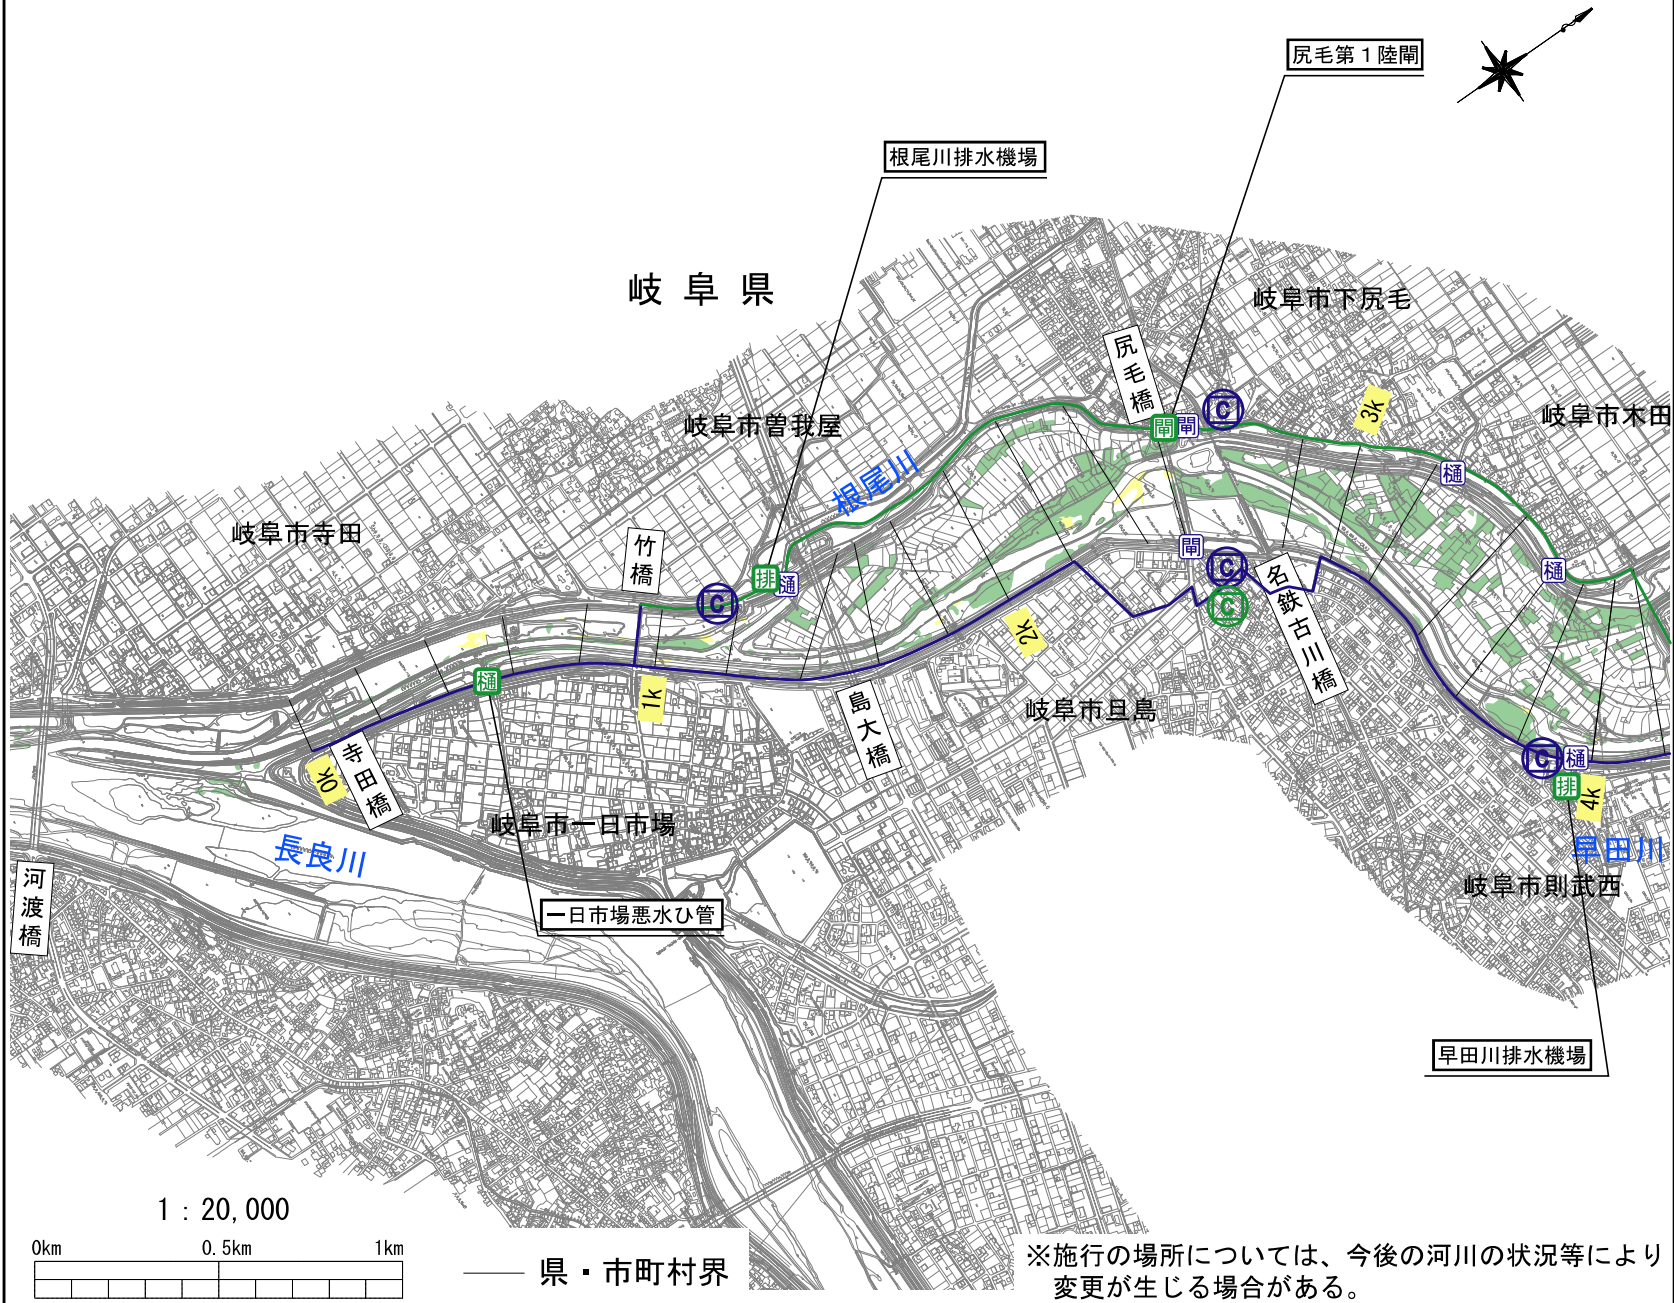 尻毛第1陸閘
根尾川排水機場
岐阜県
岐阜市下尻毛
尻毛橋
C
3k
岐阜市木田
岐阜市曽我屋
閘
閘
根尾川
樋
岐阜市寺田
竹橋
閘
C
名鉄古川橋
樋
排
樋
C
C
2k
樋
1k
島大橋
岐阜市旦島
0k
寺田橋
C
樋
排
4k
岐阜市一日市場
長良川
早田川
岐阜市則武西
河渡橋
一日市場悪水ひ管
早田川排水機場
1：20,000
0km 0.5km 1km
県・市町村界
※施行の場所については、今後の河川の状況等により
変更が生じる場合がある。